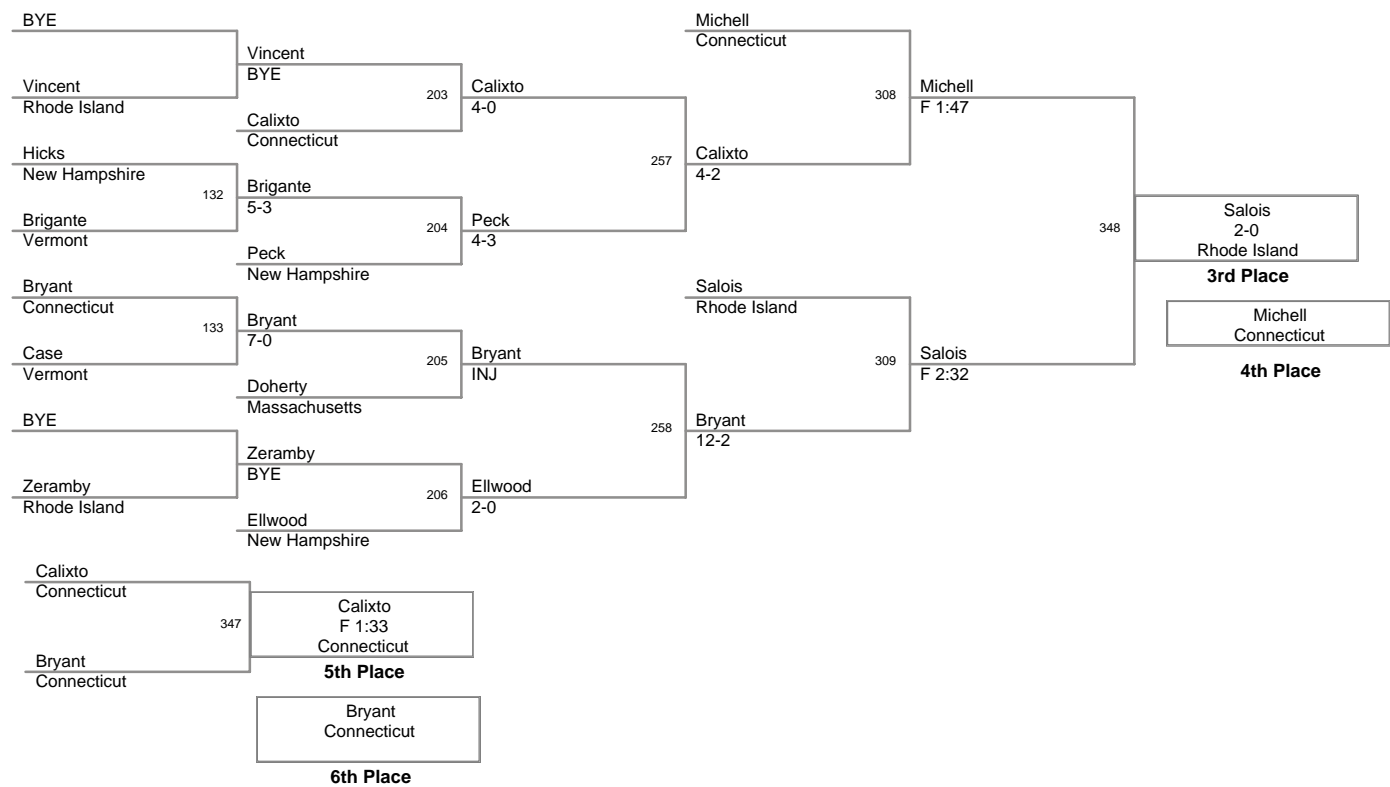 BYE
Vincent
Rhode Island
Hicks
New Hampshire
132
Brigante
Vermont
Bryant
Connecticut
133
Case
Vermont
BYE
Zeramby
Rhode Island
Vincent
BYE
203
Calixto
Connecticut
Brigante
5-3
204
Peck
New Hampshire
Bryant
7-0
205
Doherty
Massachusetts
Zeramby
BYE
206
Ellwood
New Hampshire
Calixto
4-0
257
Peck
4-3
Bryant
INJ
258
Ellwood
2-0
Michell
Connecticut
308
Calixto
4-2
Salois
Rhode Island
309
Bryant
12-2
Michell
F 1:47
348
Salois
F 2:32
Salois
2-0
Rhode Island
3rd Place
Michell
Connecticut
4th Place
Calixto
Connecticut
347
Bryant
Connecticut
Calixto
F 1:33
Connecticut
5th Place
Bryant
Connecticut
6th Place